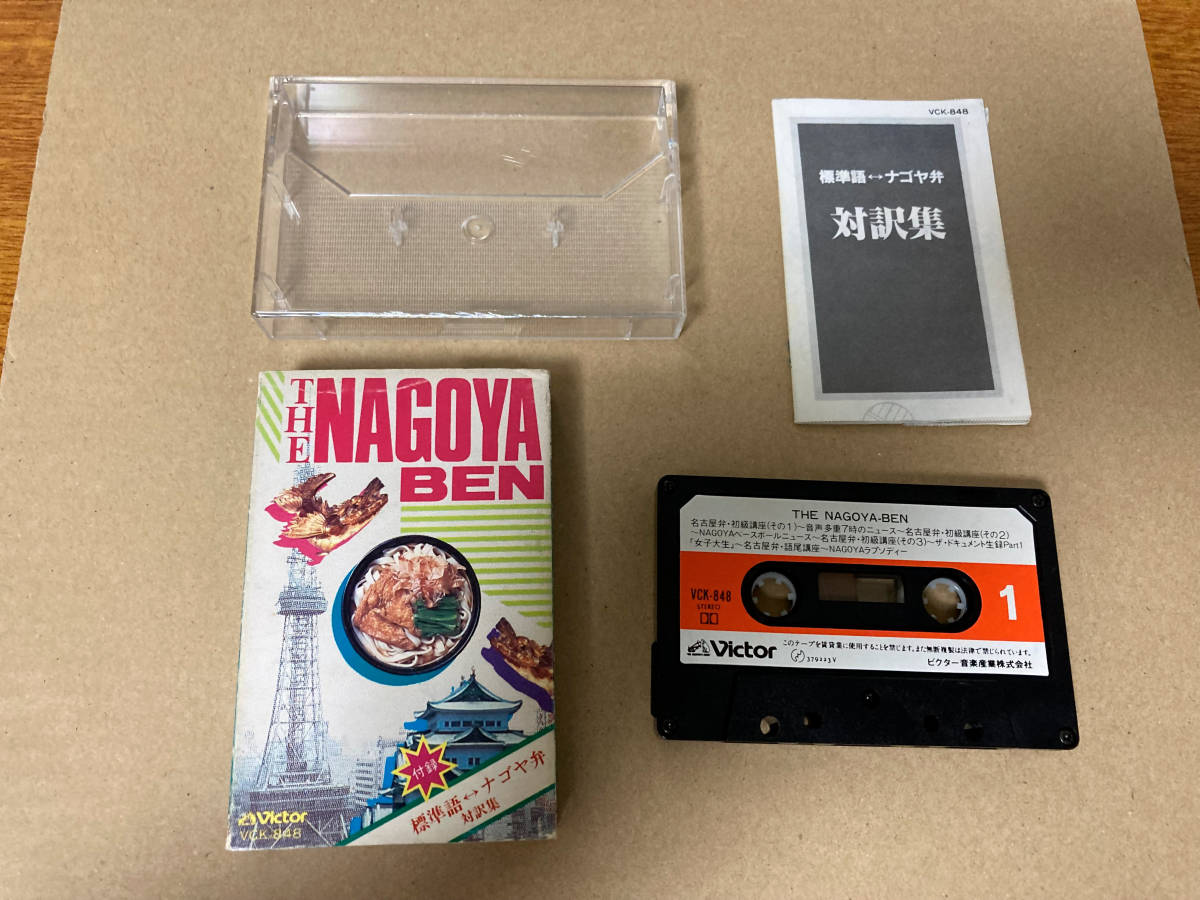 VCK-848
標準語↔ナゴヤ弁
対訳集
THE NAGOYA
BEN
付録
標準語↔ナゴヤ弁
対訳集
Victor
VCK-848
THE NAGOYA-BEN
名古屋弁・初級講座(その1)〜音声多重7時のニュース〜名古屋弁・初級講座(その2)
〜NAGOYAベースボールニュース〜名古屋弁・初級講座(その3)〜ザ・ドキュメント生録Part1
「女子大生」〜名古屋弁・語尾講座〜NAGOYAラプソディー
VCK-848
STEREO
1
Victor
このテープを賃貸業に使用することを禁じます。また無断複製は法律で禁じられています。
379223V
ビクター音楽産業株式会社